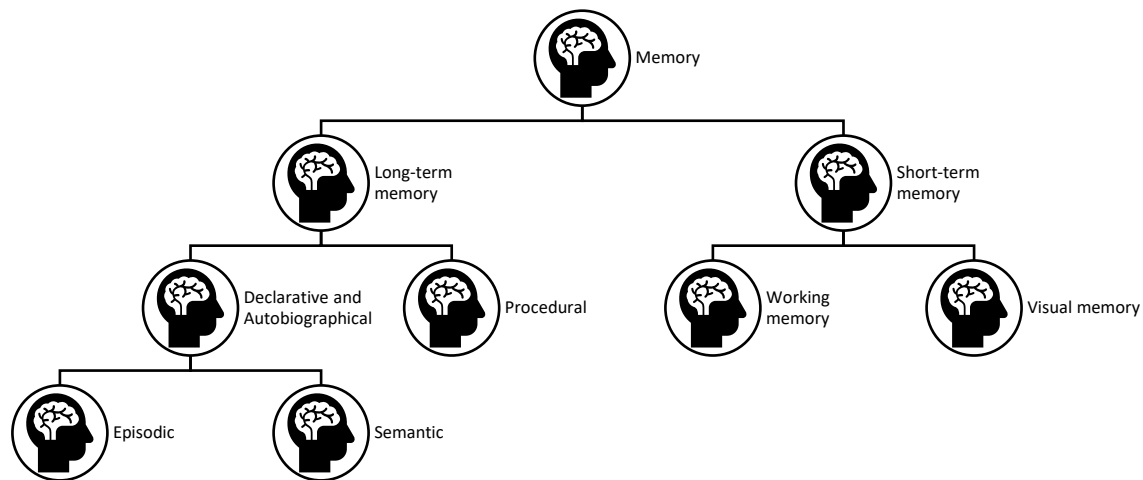 Memory
Long-term
memory
Short-term
memory
Declarative and
Autobiographical
Procedural
Working
memory
Visual memory
Episodic
Semantic